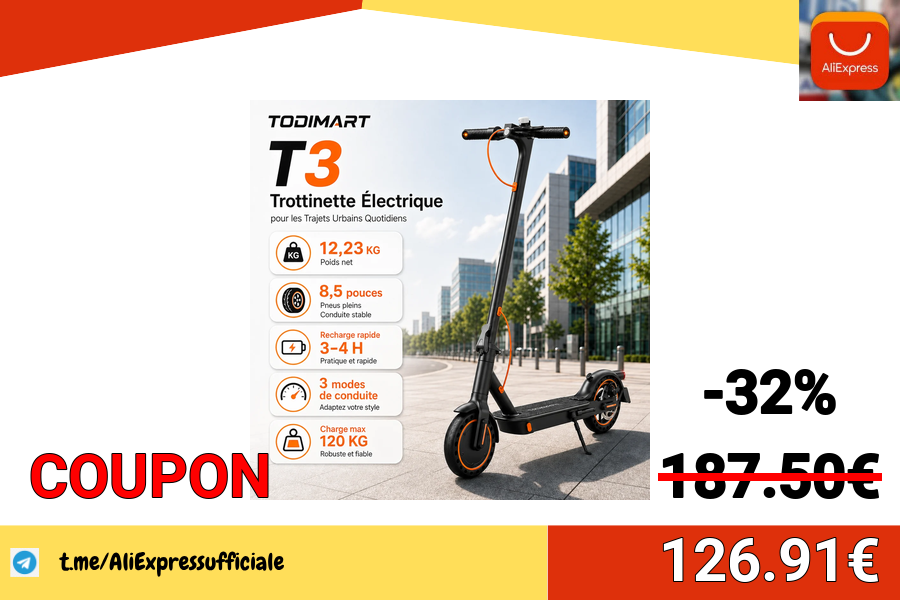 AliExpress
TODIMART
T3
Trottinette Électrique
pour les Trajets Urbains Quotidiens
KG
12,23 KG
Poids net
8,5 pouces
Pneus pleins
Conduite stable
Recharge rapide
3–4 H
Pratique et rapide
3 modes
de conduite
Adaptez votre style
Charge max
120 KG
Robuste et fiable
-32%
COUPON
187.50€
t.me/AliExpressufficiale
126.91€